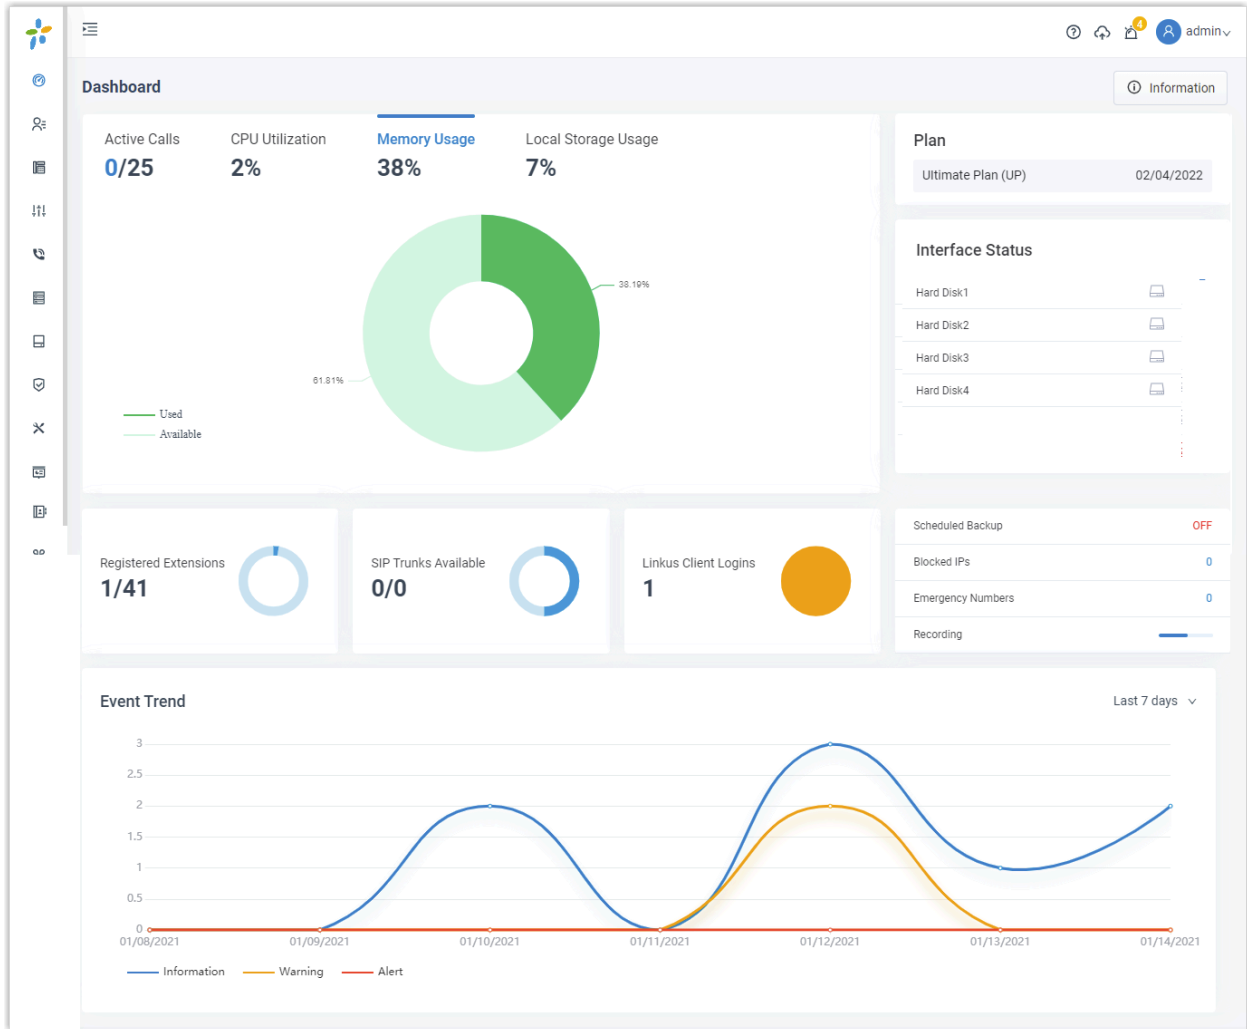 4
admin
Dashboard
Information
Active Calls
0/25
CPU Utilization
2%
Memory Usage
38%
Local Storage Usage
7%
38.19%
61.81%
Used
Available
Plan
Ultimate Plan (UP) 02/04/2022
Interface Status
Hard Disk1
Hard Disk2
Hard Disk3
Hard Disk4
Registered Extensions
1/41
SIP Trunks Available
0/0
Linkus Client Logins
1
Scheduled Backup OFF
Blocked IPs 0
Emergency Numbers 0
Recording
Event Trend
Last 7 days
3
2.5
2
1.5
1
0.5
0
01/08/2021 01/09/2021 01/10/2021 01/11/2021 01/12/2021 01/13/2021 01/14/2021
Information Warning Alert